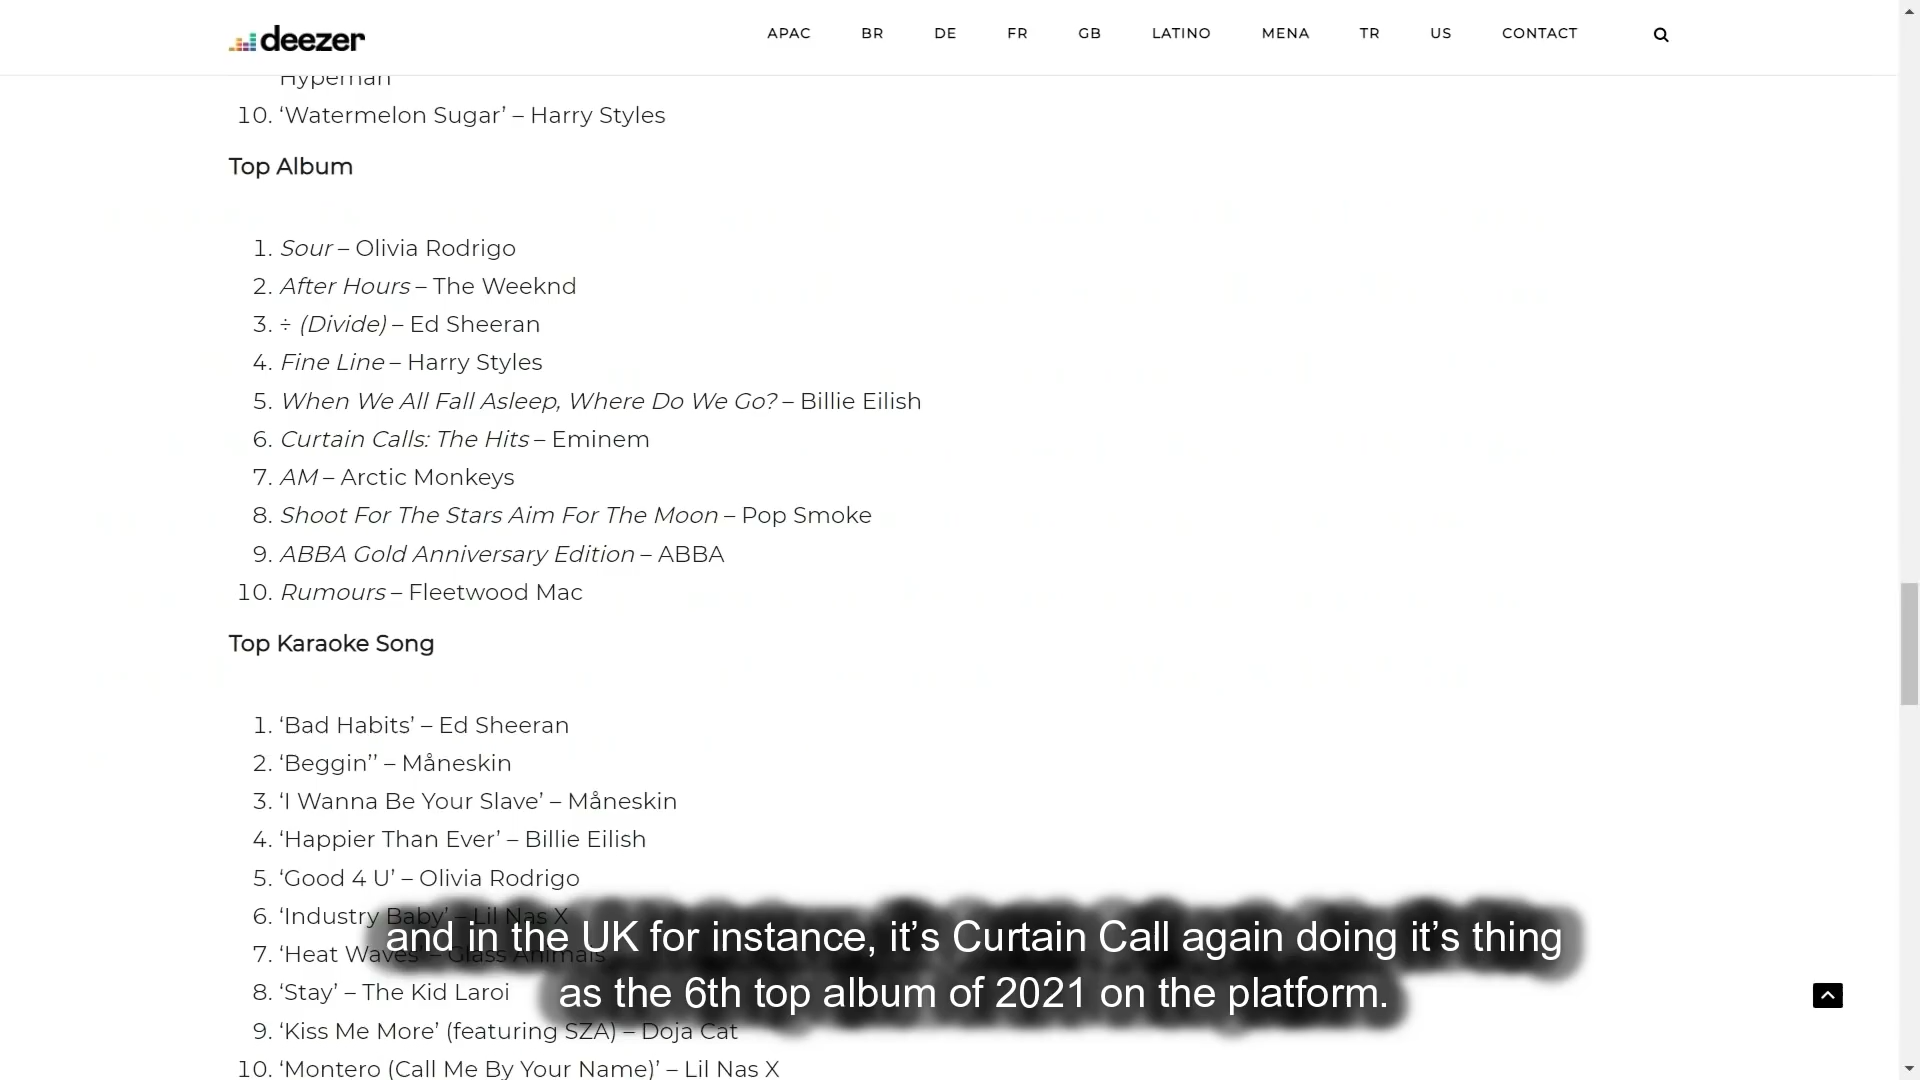 deezer
APAC BR DE FR GB LATINO MENA TR US CONTACT
Hypeman
10. ‘Watermelon Sugar’ – Harry Styles
Top Album
1. Sour – Olivia Rodrigo
2. After Hours – The Weeknd
3. ÷ (Divide) – Ed Sheeran
4. Fine Line – Harry Styles
5. When We All Fall Asleep, Where Do We Go? – Billie Eilish
6. Curtain Calls: The Hits – Eminem
7. AM – Arctic Monkeys
8. Shoot For The Stars Aim For The Moon – Pop Smoke
9. ABBA Gold Anniversary Edition – ABBA
10. Rumours – Fleetwood Mac
Top Karaoke Song
1. ‘Bad Habits’ – Ed Sheeran
2. ‘Beggin’’ – Måneskin
3. ‘I Wanna Be Your Slave’ – Måneskin
4. ‘Happier Than Ever’ – Billie Eilish
5. ‘Good 4 U’ – Olivia Rodrigo
6. ‘Industry Baby’ – Lil Nas X
7. ‘Heat Waves’ – Glass Animals
8. ‘Stay’ – The Kid Laroi
9. ‘Kiss Me More’ (featuring SZA) – Doja Cat
10. ‘Montero (Call Me By Your Name)’ – Lil Nas X
and in the UK for instance, it’s Curtain Call again doing it’s thing
as the 6th top album of 2021 on the platform.